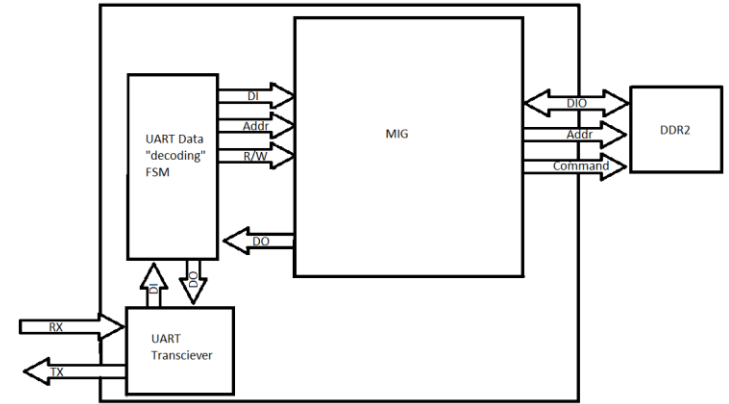 DI
Addr
R/W
UART Data
"decoding"
FSM
MIG
DIO
Addr
Command
DDR2
DO
DI
DO
RX
TX
UART
Transciever